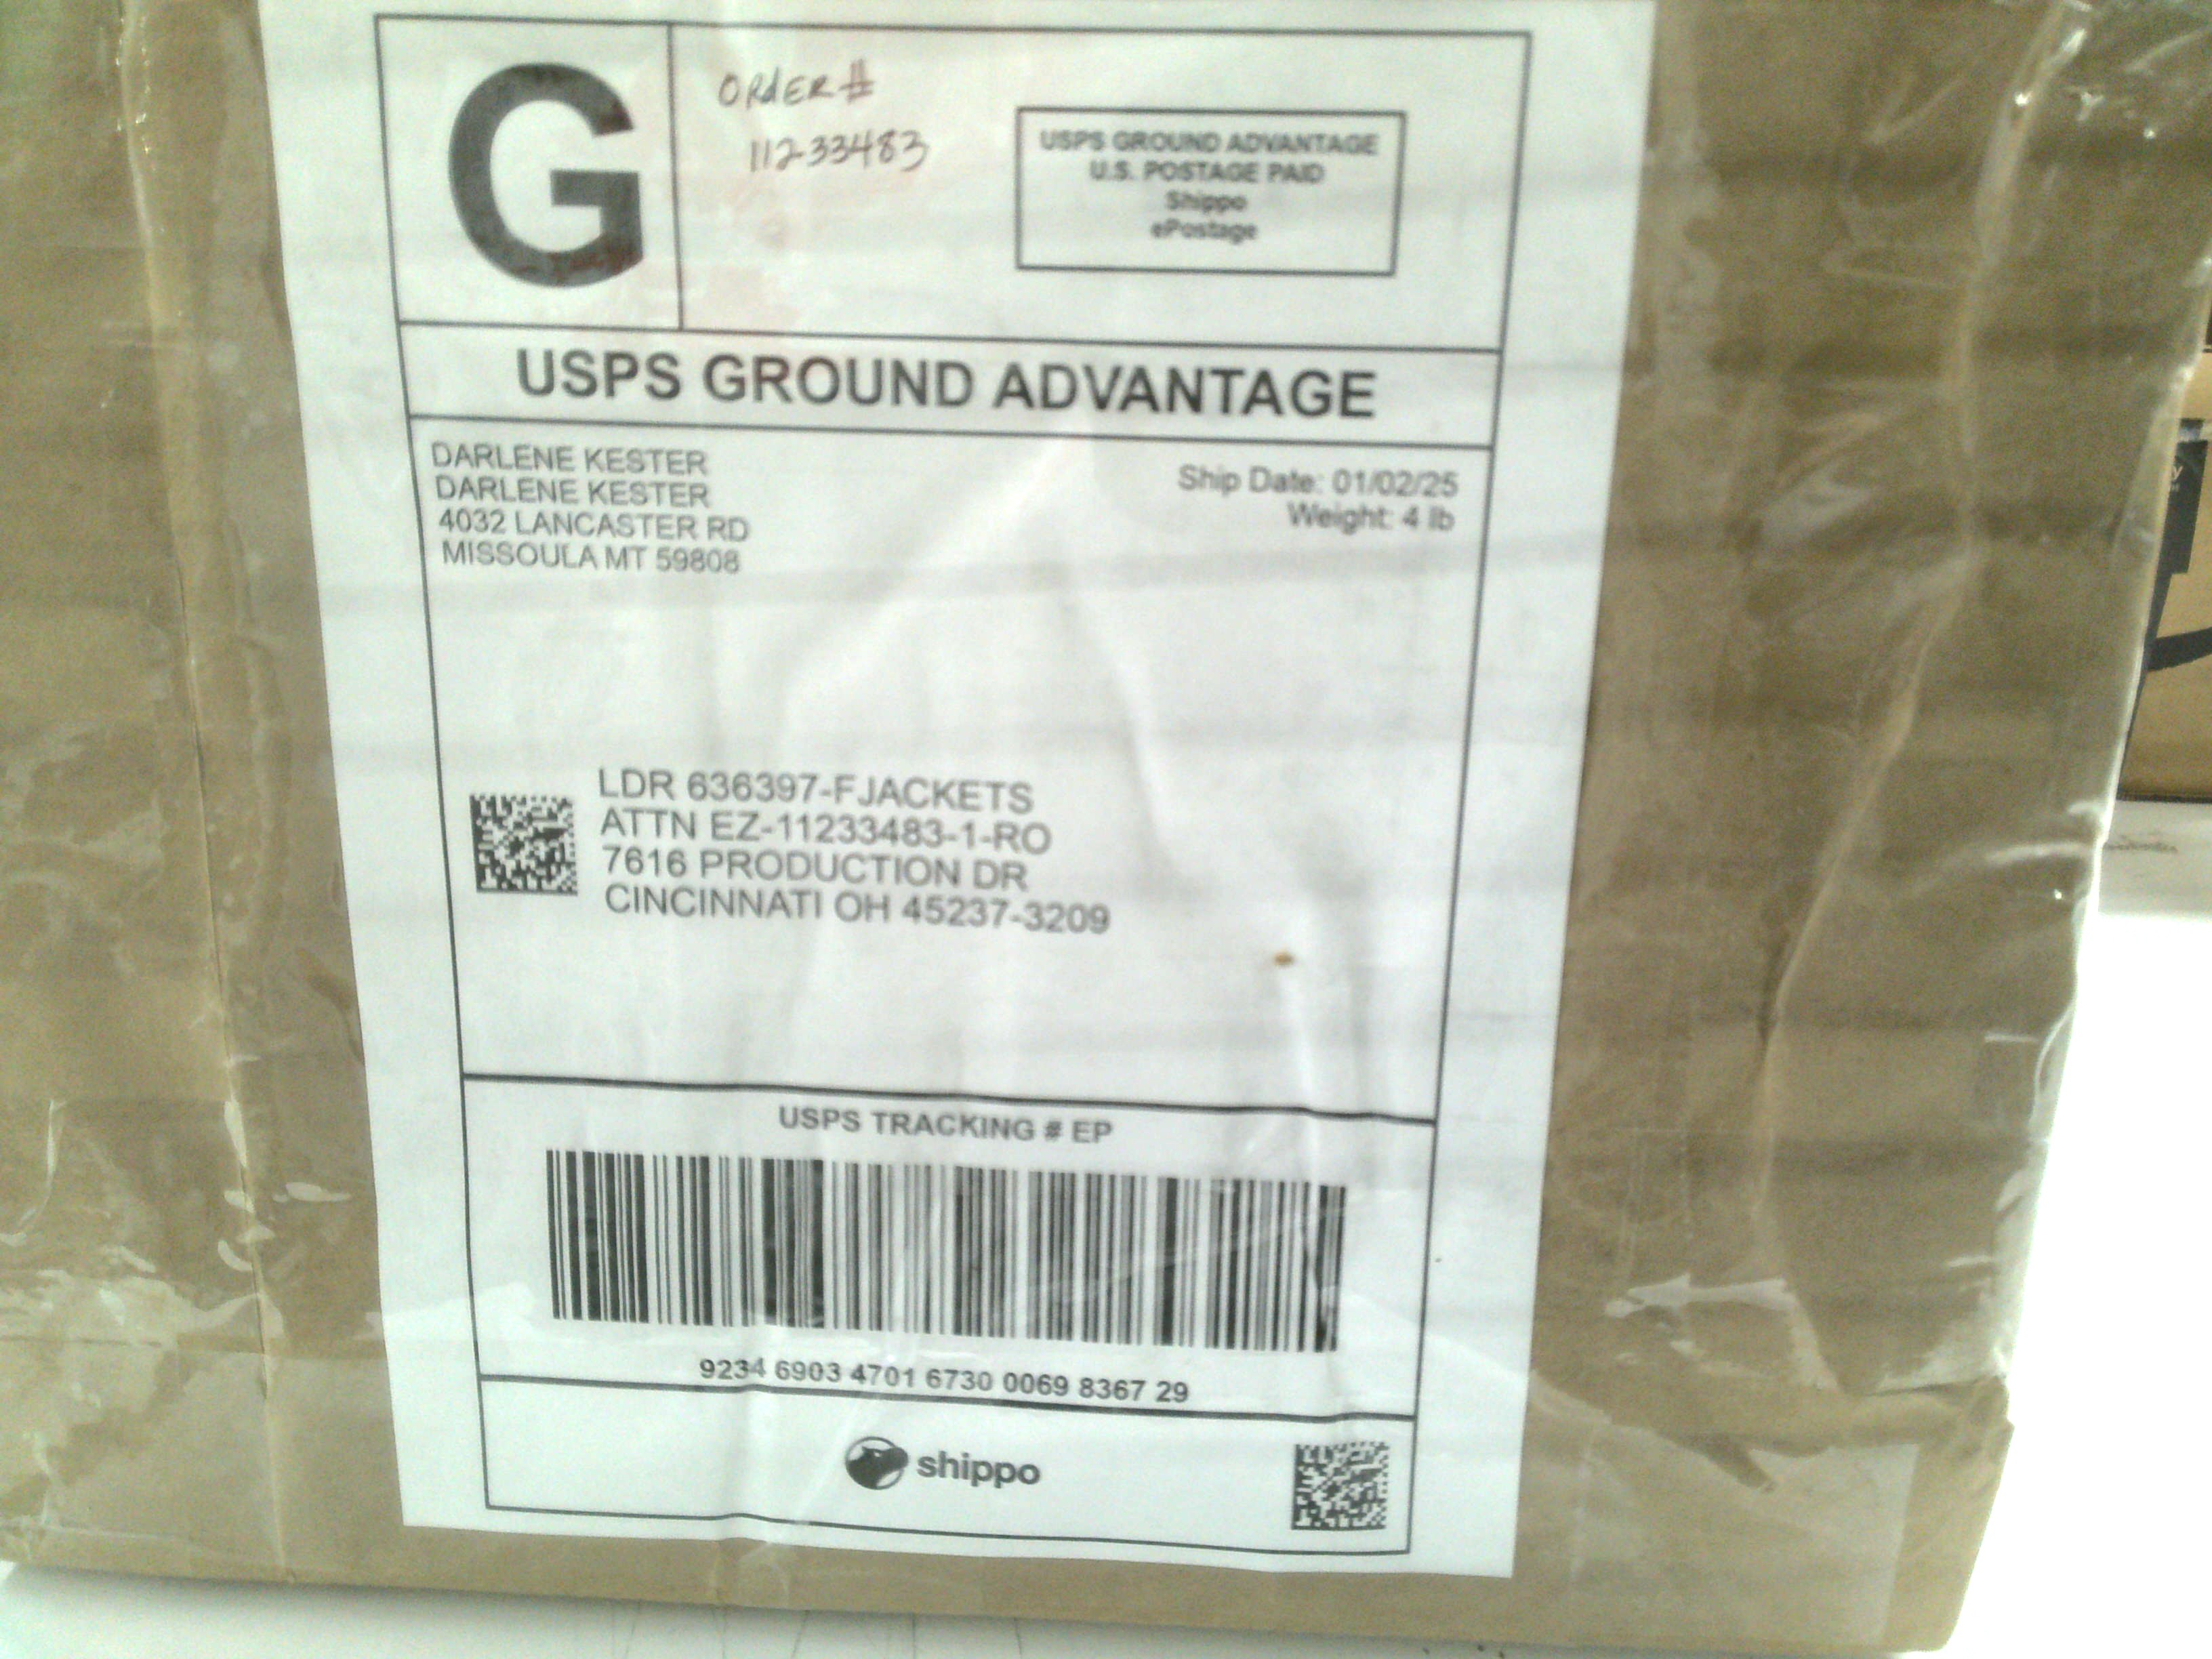 G
ORdER #
11233483
USPS GROUND ADVANTAGE
U.S. POSTAGE PAID
Shippo
ePostage
USPS GROUND ADVANTAGE
DARLENE KESTER
DARLENE KESTER
4032 LANCASTER RD
MISSOULA MT 59808
Ship Date: 01/02/25
Weight: 4 lb
LDR 636397-FJACKETS
ATTN EZ-11233483-1-RO
7616 PRODUCTION DR
CINCINNATI OH 45237-3209
USPS TRACKING # EP
9234 6903 4701 6730 0069 8367 29
shippo